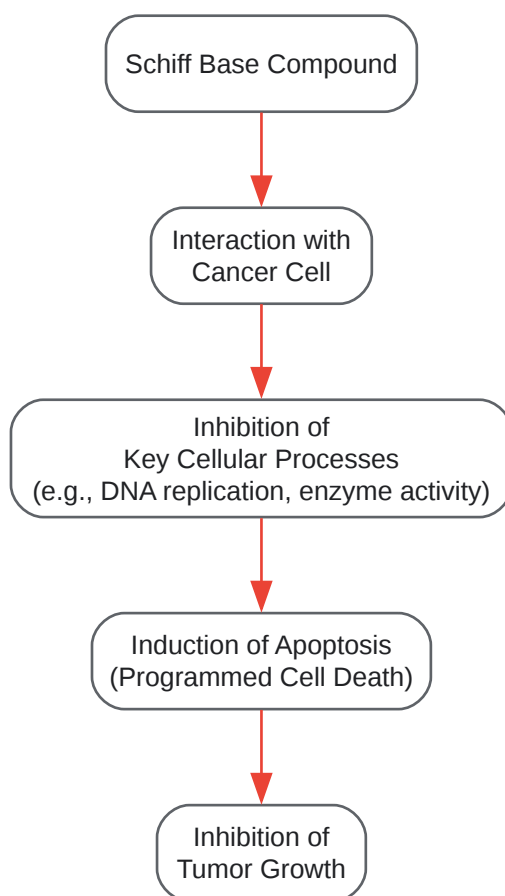 Schiff Base Compound
Interaction with
Cancer Cell
Inhibition of
Key Cellular Processes
(e.g., DNA replication, enzyme activity)
Induction of Apoptosis
(Programmed Cell Death)
Inhibition of
Tumor Growth